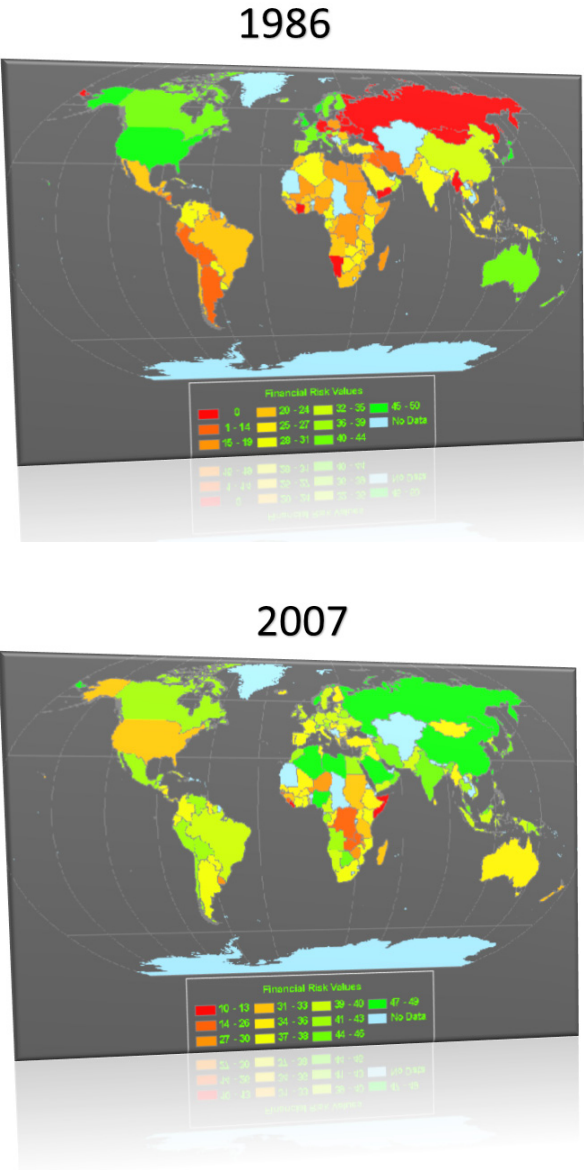 1986
Financial Risk Values
0 20 - 24 32 - 35 45 - 50
1 - 14 25 - 27 36 - 39 No Data
15 - 19 28 - 31 40 - 44
2007
Financial Risk Values
10 - 13 31 - 33 39 - 40 47 - 49
14 - 26 34 - 36 41 - 43 No Data
27 - 30 37 - 38 44 - 46